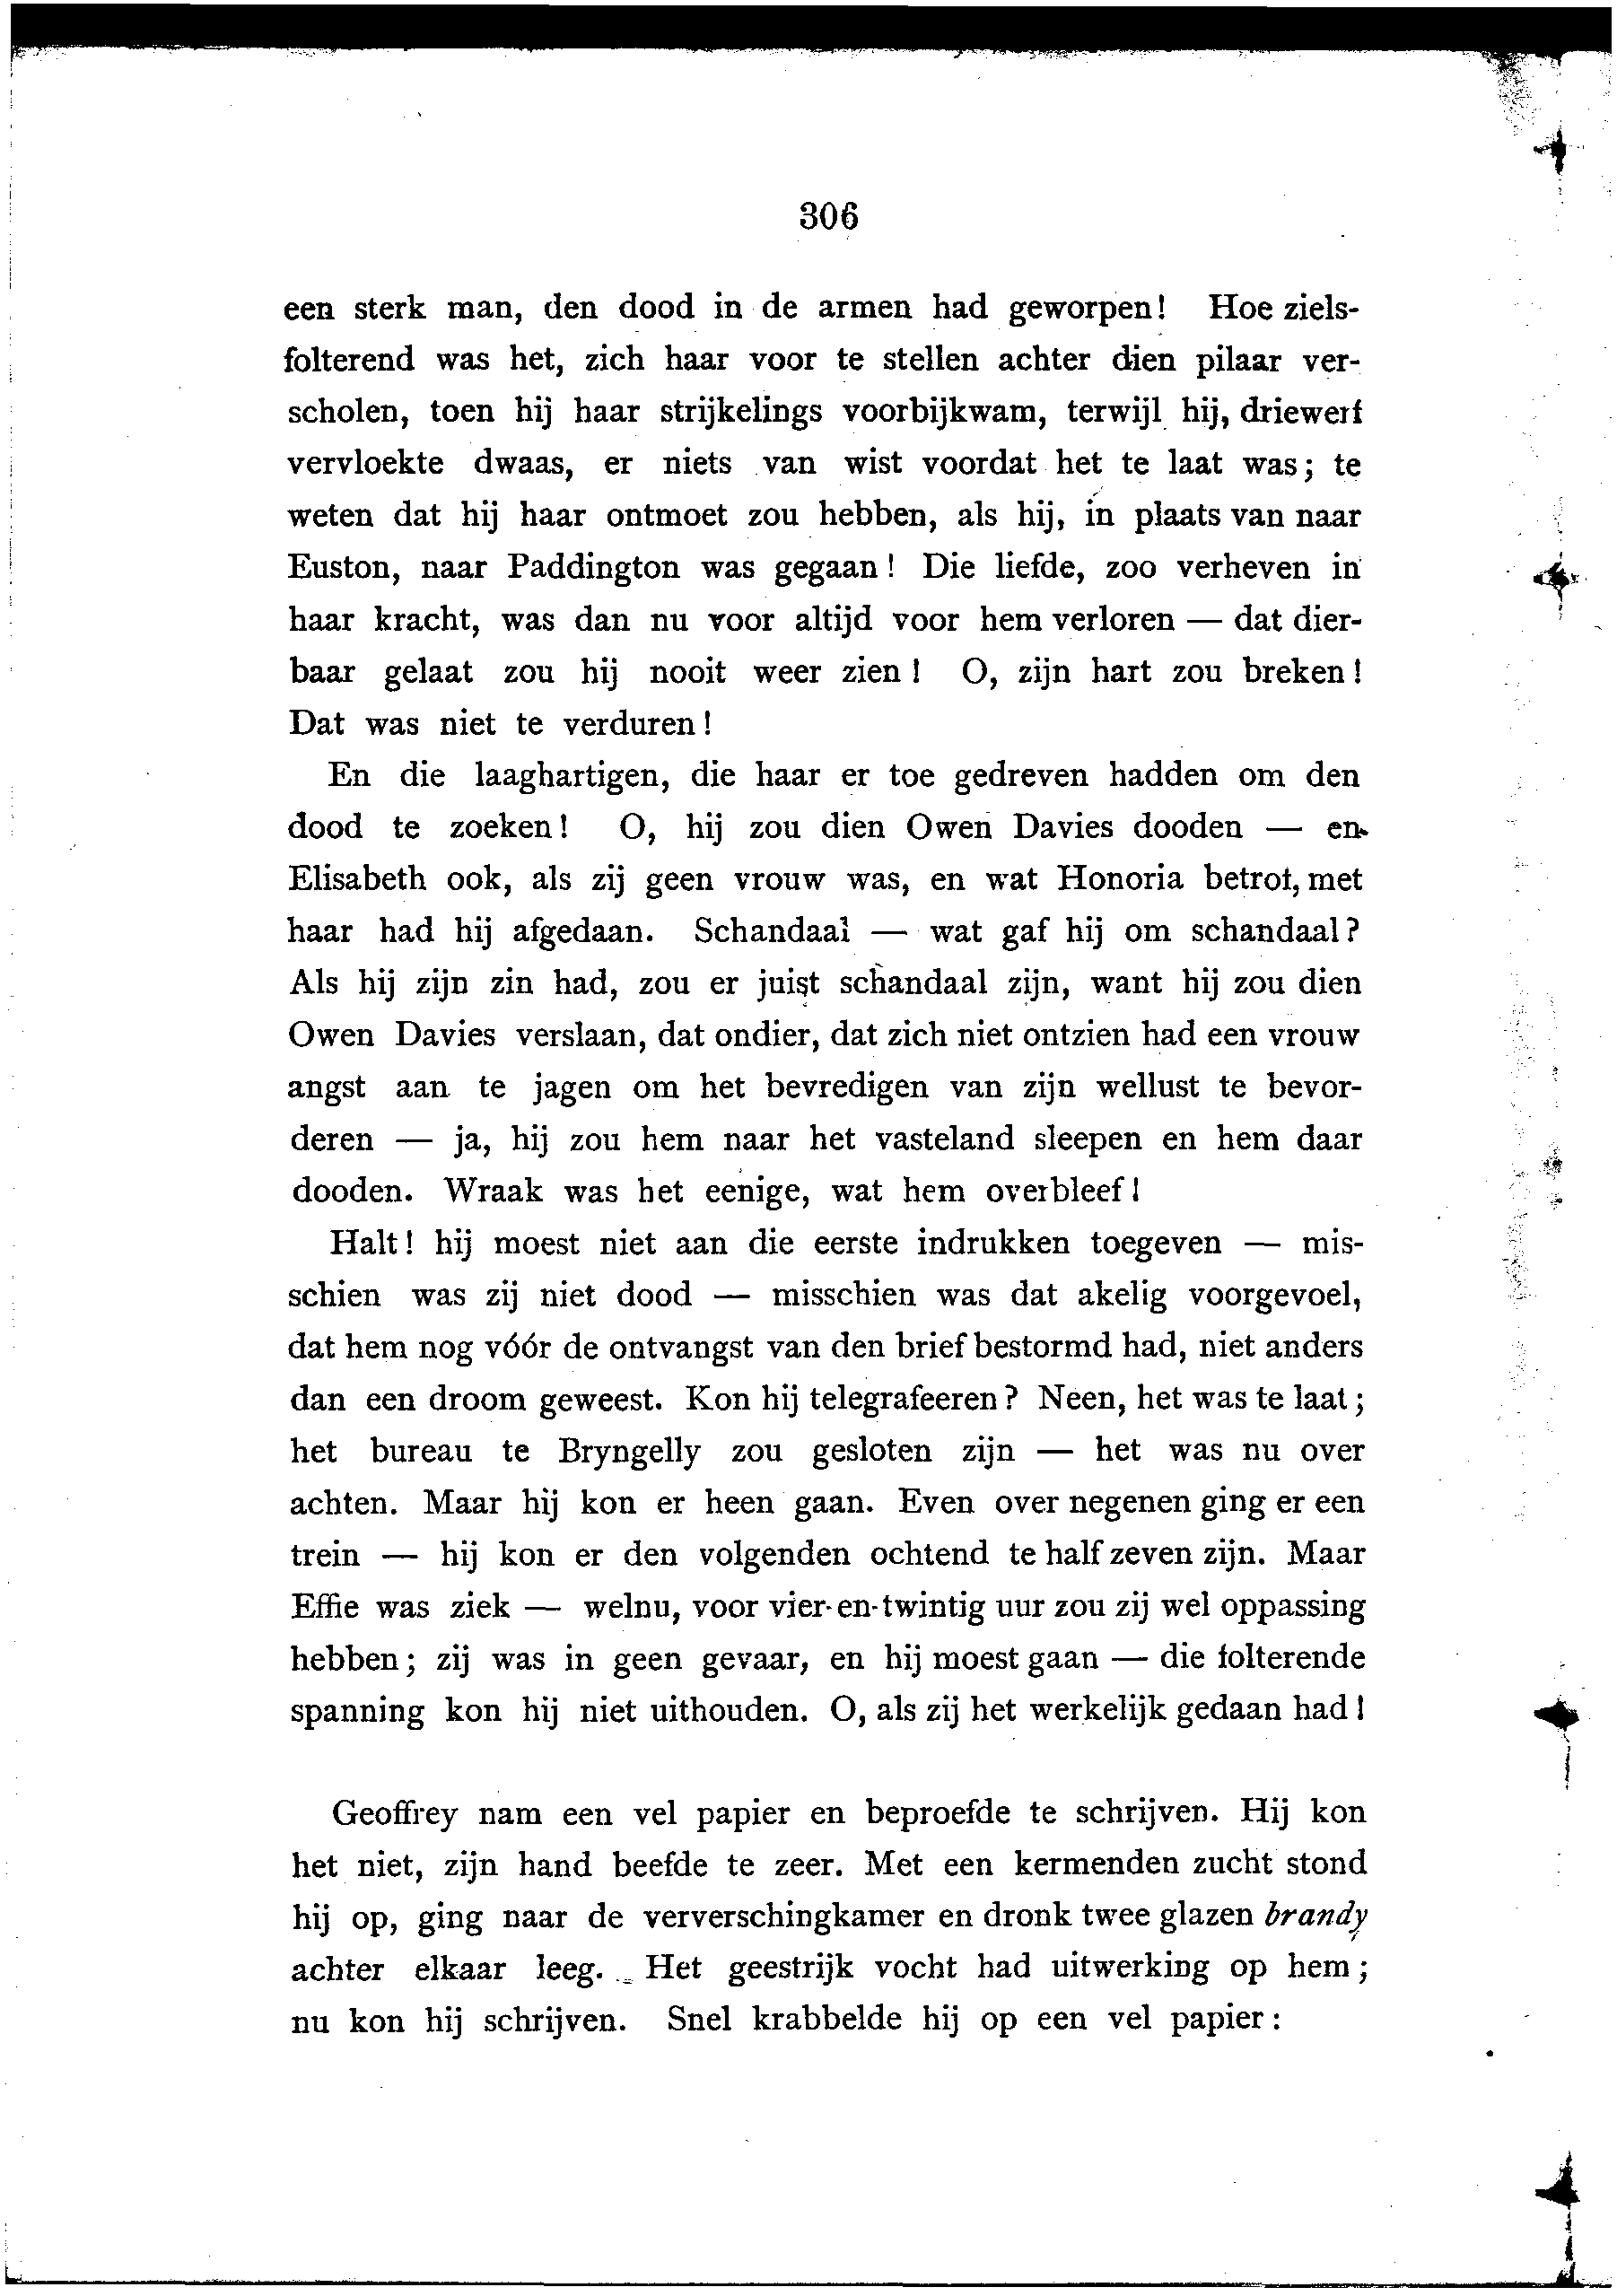 306
een sterk man, den dood in de armen had geworpen! Hoe ziels-
folterend was het, zich haar voor te stellen achter dien pilaar ver-
scholen, toen hij haar strijkelings voorbijkwam, terwijl hij, driewerf
vervloekte dwaas, er niets van wist voordat het te laat was; te
weten dat hij haar ontmoet zou hebben, als hij, in plaats van naar
Euston, naar Paddington was gegaan! Die liefde, zoo verheven in
haar kracht, was dan nu voor altijd voor hem verloren — dat dier-
baar gelaat zou hij nooit weer zien! O, zijn hart zou breken!
Dat was niet te verduren!
En die laaghartigen, die haar er toe gedreven hadden om den
dood te zoeken! O, hij zou dien Owen Davies dooden — en
Elisabeth ook, als zij geen vrouw was, en wat Honoria betrof, met
haar had hij afgedaan. Schandaal — wat gaf hij om schandaal?
Als hij zijn zin had, zou er juist schandaal zijn, want hij zou dien
Owen Davies verslaan, dat ondier, dat zich niet ontzien had een vrouw
angst aan te jagen om het bevredigen van zijn wellust te bevor-
deren — ja, hij zou hem naar het vasteland sleepen en hem daar
dooden. Wraak was het eenige, wat hem overbleef!
Halt! hij moest niet aan die eerste indrukken toegeven — mis-
schien was zij niet dood — misschien was dat akelig voorgevoel,
dat hem nog vóór de ontvangst van den brief bestormd had, niet anders
dan een droom geweest. Kon hij telegrafeeren? Neen, het was te laat;
het bureau te Bryngelly zou gesloten zijn — het was nu over
achten. Maar hij kon er heen gaan. Even over negenen ging er een
trein — hij kon er den volgenden ochtend te half zeven zijn. Maar
Effie was ziek — welnu, voor vier-en-twintig uur zou zij wel oppassing
hebben; zij was in geen gevaar, en hij moest gaan — die folterende
spanning kon hij niet uithouden. O, als zij het werkelijk gedaan had!
Geoffrey nam een vel papier en beproefde te schrijven. Hij kon
het niet, zijn hand beefde te zeer. Met een kermenden zucht stond
hij op, ging naar de ververschingkamer en dronk twee glazen brandy
achter elkaar leeg. Het geestrijk vocht had uitwerking op hem;
nu kon hij schrijven. Snel krabbelde hij op een vel papier: